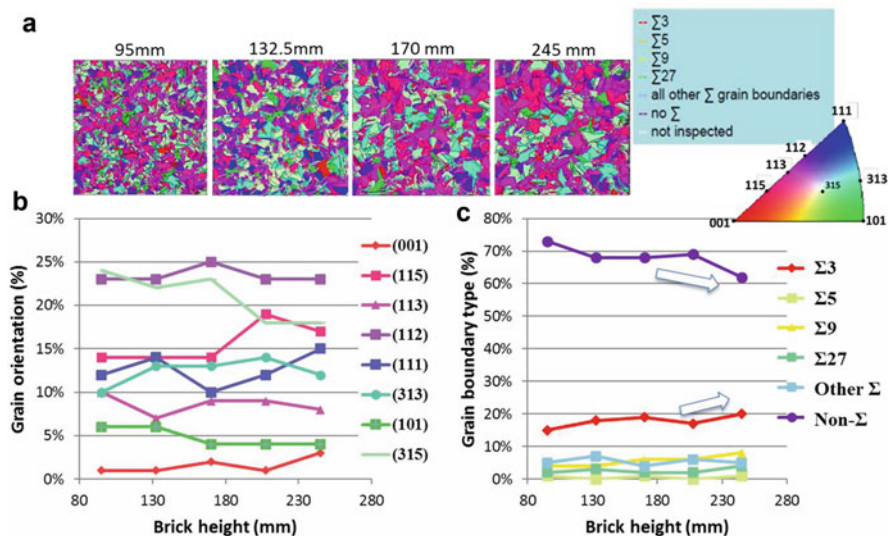 a
95mm
132.5mm
170 mm
245 mm
∑3
∑5
∑9
∑27
all other ∑ grain boundaries
no ∑
not inspected
111
112
113
115
313
315
001
101
b
30%
25%
20%
15%
10%
5%
0%
Grain orientation (%)
80
130
180
230
280
Brick height (mm)
(001)
(115)
(113)
(112)
(111)
(313)
(101)
(315)
c
80%
70%
60%
50%
40%
30%
20%
10%
0%
Grain boundary type (%)
80
130
180
230
280
Brick height (mm)
Σ3
Σ5
Σ9
Σ27
Other Σ
Non-Σ